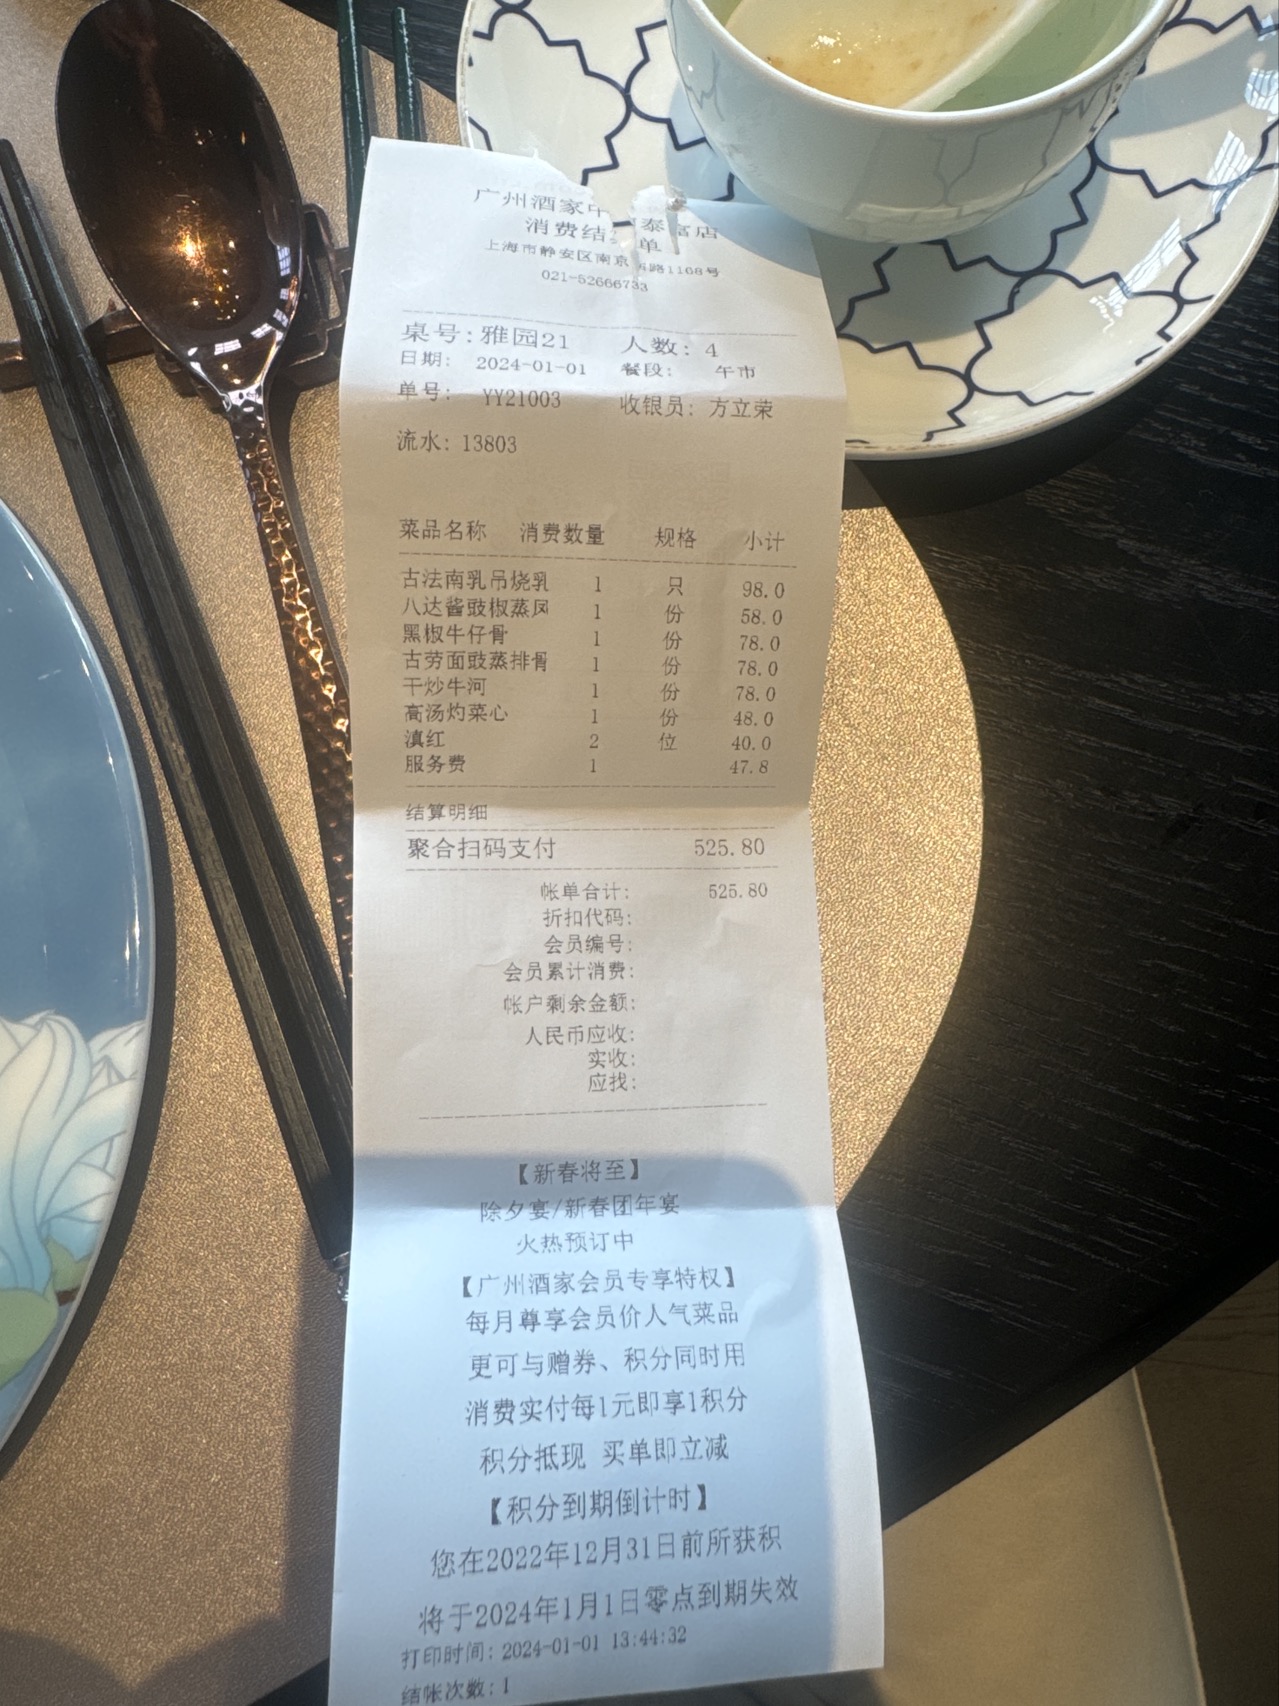 广州酒家中 泰富店
消费结 单
上海市静安区南京西路1168号
021-52666733
桌号:雅园21 人数: 4
日期: 2024-01-01 餐段: 午市
单号: YY21003 收银员: 方立荣
流水: 13803
菜品名称 消费数量 规格 小计
古法南乳吊烧乳 1 只 98.0
八达酱豉椒蒸凤 1 份 58.0
黑椒牛仔骨 1 份 78.0
古劳面豉蒸排骨 1 份 78.0
干炒牛河 1 份 78.0
高汤灼菜心 1 份 48.0
滇红 2 位 40.0
服务费 1 47.8
结算明细
聚合扫码支付 525.80
帐单合计: 525.80
折扣代码:
会员编号:
会员累计消费:
帐户剩余金额:
人民币应收:
实收:
应找:
【新春将至】
除夕宴/新春团年宴
火热预订中
【广州酒家会员专享特权】
每月尊享会员价人气菜品
更可与赠券、积分同时用
消费实付每1元即享1积分
积分抵现 买单即立减
【积分到期倒计时】
您在2022年12月31日前所获积
将于2024年1月1日零点到期失效
打印时间: 2024-01-01 13:44:32
结帐次数: 1